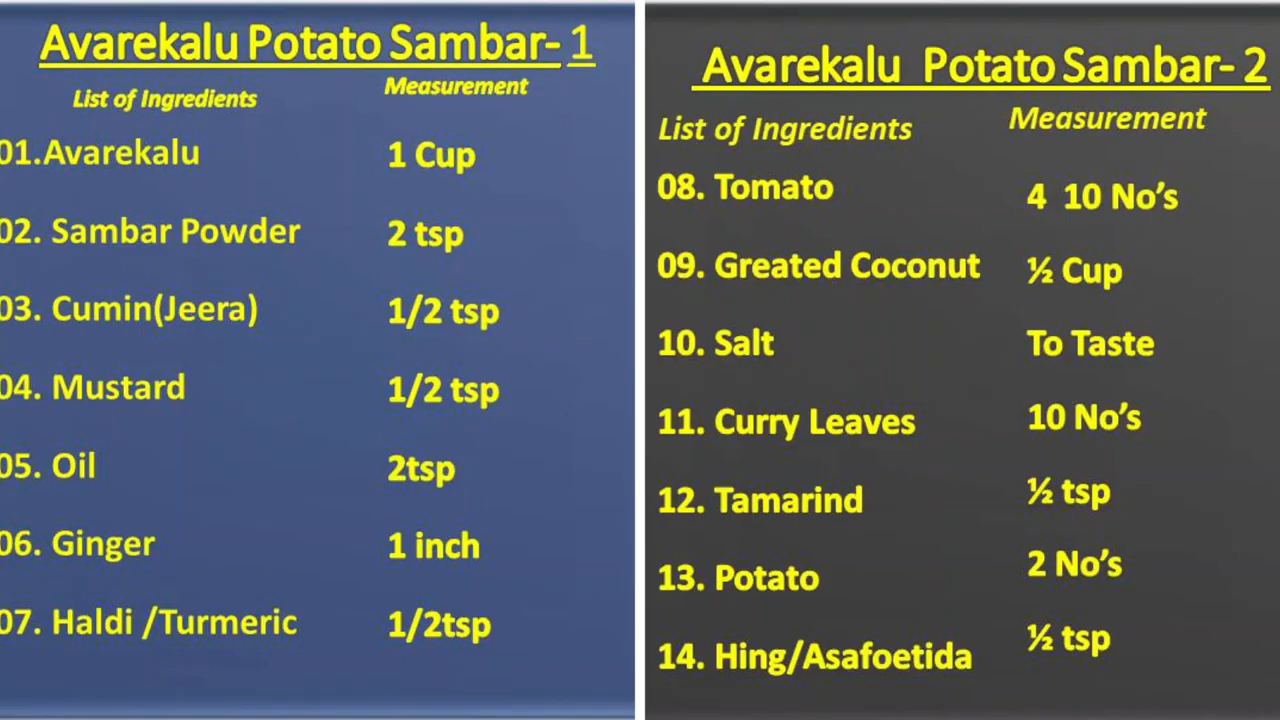 Avarekalu Potato Sambar- 1
List of Ingredients Measurement
01.Avarekalu 1 Cup
02. Sambar Powder 2 tsp
03. Cumin(Jeera) 1/2 tsp
04. Mustard 1/2 tsp
05. Oil 2tsp
06. Ginger 1 inch
07. Haldi /Turmeric 1/2tsp
Avarekalu Potato Sambar- 2
List of Ingredients Measurement
08. Tomato 4 10 No’s
09. Greated Coconut ½ Cup
10. Salt To Taste
11. Curry Leaves 10 No’s
12. Tamarind ½ tsp
13. Potato 2 No’s
14. Hing/Asafoetida ½ tsp